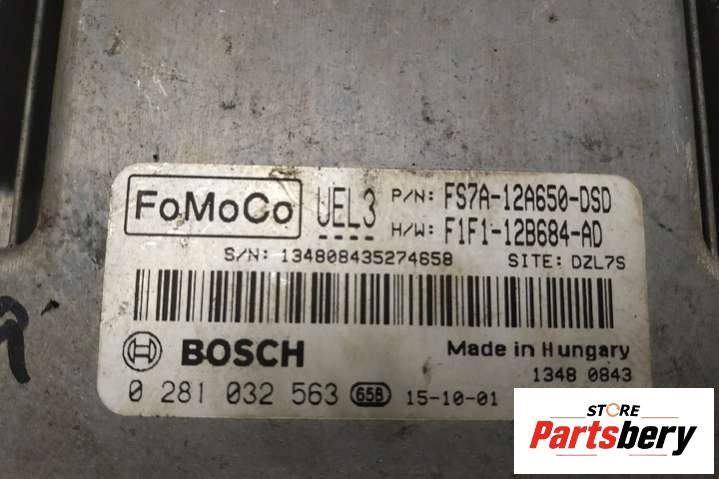 FoMoCo UEL3 P/N: FS7A-12A650-DSD
H/W: F1F1-12B684-AD
S/N: 134808435274658 SITE: DZL7S
BOSCH Made in Hungary
1348 0843
0 281 032 563 658 15-10-01
STORE
Partsbery